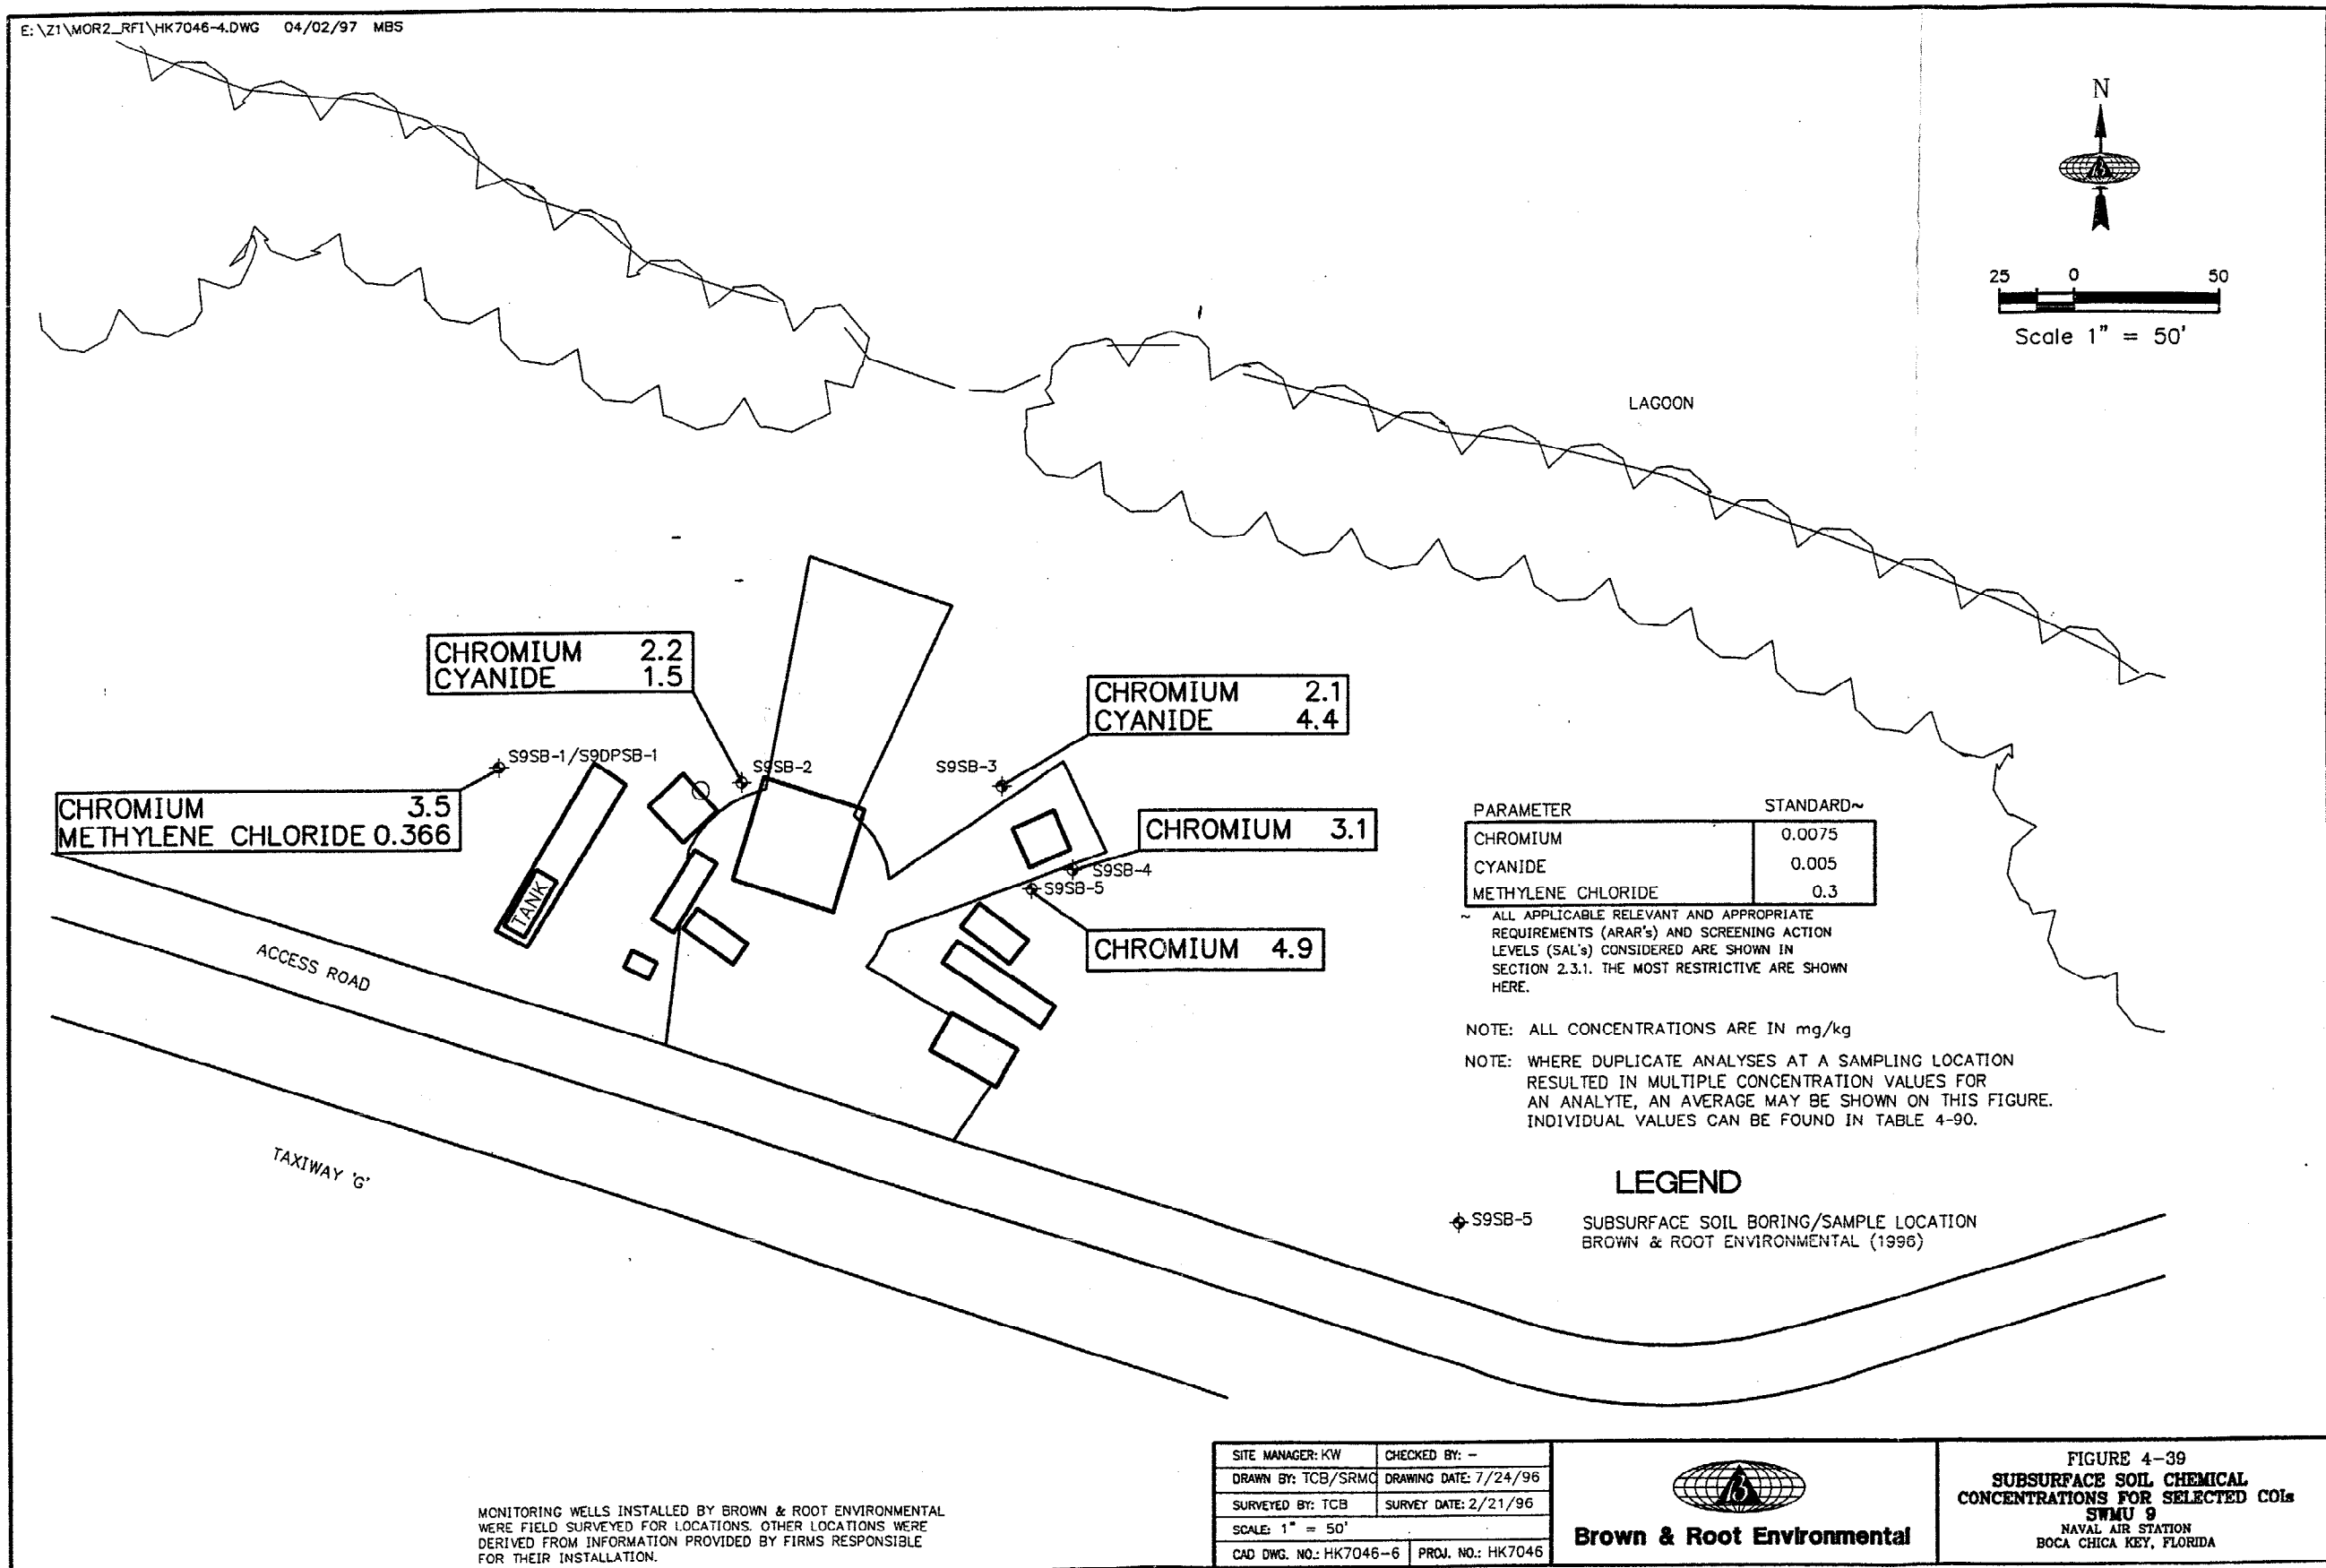 E:\Z1\MOR2_RFI\HK7046-4.DWG 04/02/97 MBS
N
25 0 50
Scale 1" = 50'
LAGOON
CHROMIUM 2.2
CYANIDE 1.5
CHROMIUM 2.1
CYANIDE 4.4
S9SB-1/S9DPSB-1
S9SB-2
S9SB-3
CHROMIUM 3.5
METHYLENE CHLORIDE 0.366
CHROMIUM 3.1
S9SB-4
S9SB-5
TANK
CHROMIUM 4.9
ACCESS ROAD
TAXIWAY 'G'
PARAMETER STANDARD~
CHROMIUM 0.0075
CYANIDE 0.005
METHYLENE CHLORIDE 0.3
~ ALL APPLICABLE RELEVANT AND APPROPRIATE
REQUIREMENTS (ARAR's) AND SCREENING ACTION
LEVELS (SAL's) CONSIDERED ARE SHOWN IN
SECTION 2.3.1. THE MOST RESTRICTIVE ARE SHOWN
HERE.
NOTE: ALL CONCENTRATIONS ARE IN mg/kg
NOTE: WHERE DUPLICATE ANALYSES AT A SAMPLING LOCATION
RESULTED IN MULTIPLE CONCENTRATION VALUES FOR
AN ANALYTE, AN AVERAGE MAY BE SHOWN ON THIS FIGURE.
INDIVIDUAL VALUES CAN BE FOUND IN TABLE 4-90.
LEGEND
S9SB-5 SUBSURFACE SOIL BORING/SAMPLE LOCATION
BROWN & ROOT ENVIRONMENTAL (1996)
MONITORING WELLS INSTALLED BY BROWN & ROOT ENVIRONMENTAL
WERE FIELD SURVEYED FOR LOCATIONS. OTHER LOCATIONS WERE
DERIVED FROM INFORMATION PROVIDED BY FIRMS RESPONSIBLE
FOR THEIR INSTALLATION.
SITE MANAGER: KW CHECKED BY: -
DRAWN BY: TCB/SRMC DRAWING DATE: 7/24/96
SURVEYED BY: TCB SURVEY DATE: 2/21/96
SCALE: 1" = 50'
CAD DWG. NO.: HK7046-6 PROJ. NO.: HK7046
Brown & Root Environmental
FIGURE 4-39
SUBSURFACE SOIL CHEMICAL
CONCENTRATIONS FOR SELECTED COIs
SWMU 9
NAVAL AIR STATION
BOCA CHICA KEY, FLORIDA